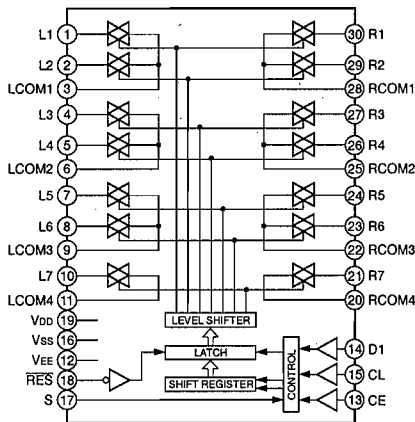 L1 1 30 R1
L2 2 29 R2
LCOM1 3 28 RCOM1
L3 4 27 R3
L4 5 26 R4
LCOM2 6 25 RCOM2
L5 7 24 R5
L6 8 23 R6
LCOM3 9 22 RCOM3
L7 10 21 R7
LCOM4 11 20 RCOM4
VDD 19 LEVEL SHIFTER
VSS 16
VEE 12 LATCH 14 D1
RES 18 CONTROL 15 CL
SHIFT REGISTER
S 17 13 CE